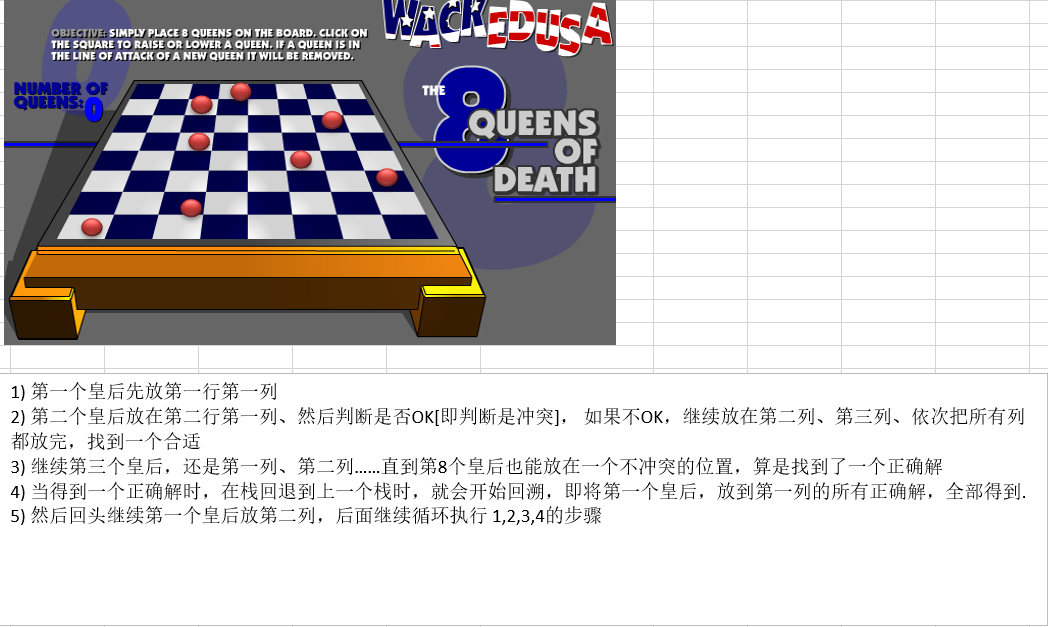 WACKEDUSA
OBJECTIVE: SIMPLY PLACE 8 QUEENS ON THE BOARD. CLICK ON
THE SQUARE TO RAISE OR LOWER A QUEEN. IF A QUEEN IS IN
THE LINE OF ATTACK OF A NEW QUEEN IT WILL BE REMOVED.
NUMBER OF
QUEENS: 0
THE 8
QUEENS
OF
DEATH
1) 第一个皇后先放第一行第一列
2) 第二个皇后放在第二行第一列、然后判断是否OK[即判断是冲突]， 如果不OK，继续放在第二列、第三列、依次把所有列
都放完，找到一个合适
3) 继续第三个皇后，还是第一列、第二列……直到第8个皇后也能放在一个不冲突的位置，算是找到了一个正确解
4) 当得到一个正确解时，在栈回退到上一个栈时，就会开始回溯，即将第一个皇后，放到第一列的所有正确解，全部得到.
5) 然后回头继续第一个皇后放第二列，后面继续循环执行 1,2,3,4的步骤